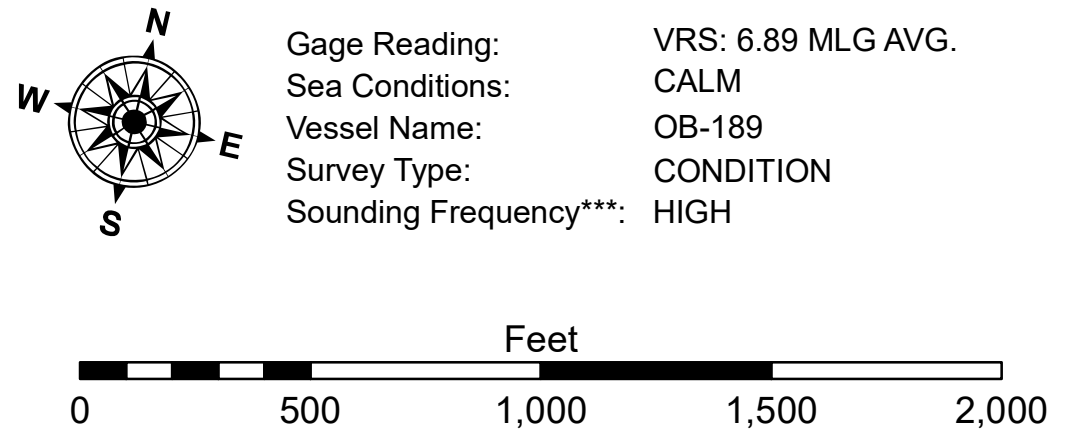 N
W
E
S
Gage Reading: VRS: 6.89 MLG AVG.
Sea Conditions: CALM
Vessel Name: OB-189
Survey Type: CONDITION
Sounding Frequency***: HIGH
Feet
0 500 1,000 1,500 2,000